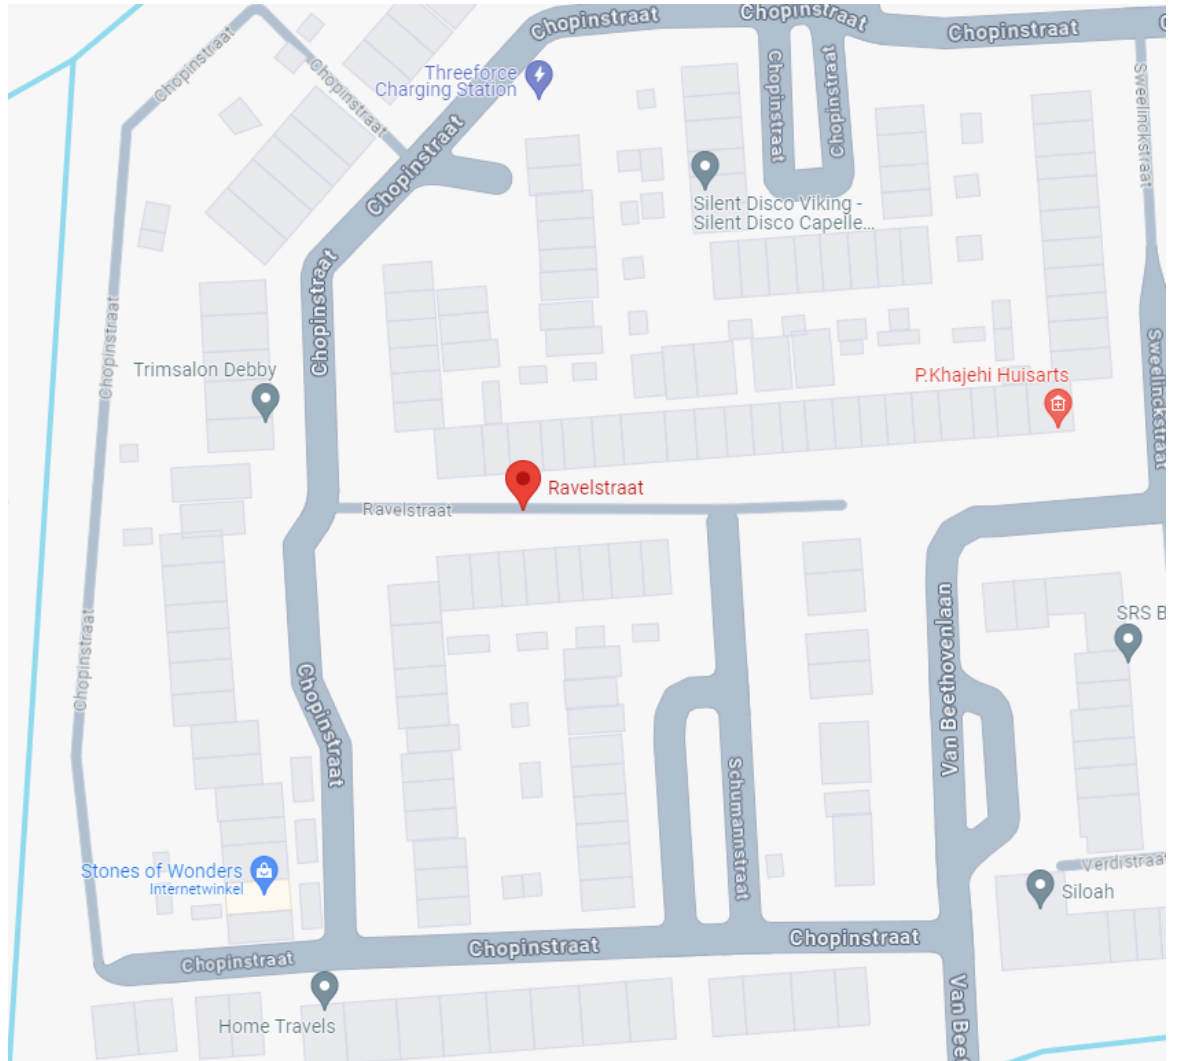 Chopinstraat
Chopinstraat
Chopinstraat
Chopinstraat
Chopinstraat
Threeforce
Charging Station
Chopinstraat
Chopinstraat
Chopinstraat
Sweelinckstraat
Chopinstraat
Silent Disco Viking -
Silent Disco Capelle...
Chopinstraat
Chopinstraat
Trimsalon Debby
P.Khajehi Huisarts
Sweelinckstraat
Ravelstraat
Ravelstraat
Van Beethovenlaan
SRS B
Chopinstraat
Chopinstraat
Schumannstraat
Stones of Wonders
Internetwinkel
Verdistraat
Siloah
Chopinstraat
Chopinstraat
Chopinstraat
Van Bee
Home Travels